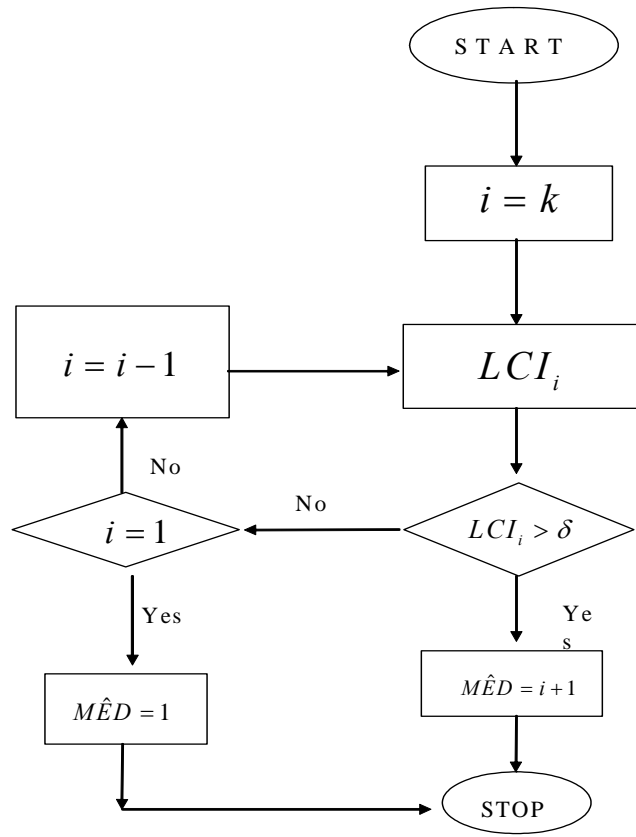 START
i = k
i = i − 1
LCI_i
No
No
i = 1
LCI_i > δ
Yes
Ye
s
MÊD = 1
MÊD = i + 1
STOP